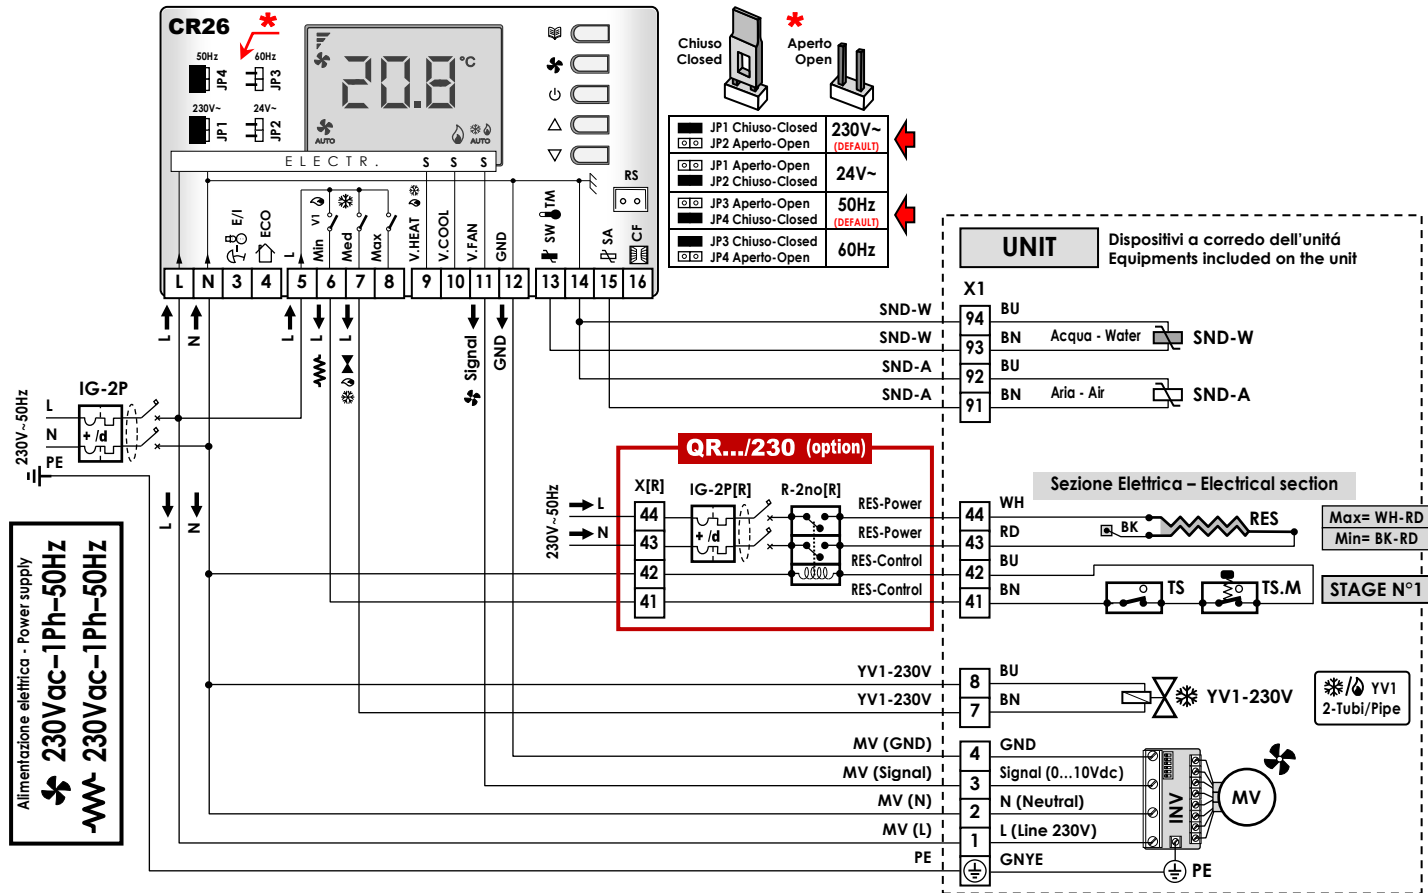 CR26
*
50Hz
60Hz
JP4
JP3
230V~
24V~
JP1
JP2
20.8 °C
AUTO
AUTO
ELECTR.
S S S
RS
E/I
ECO
L
Min V1
Med
Max
V.HEAT
V.COOL
V.FAN
GND
SW
TM
SA
CF
L N 3 4 5 6 7 8 9 10 11 12 13 14 15 16
L
N
L
L
L
Signal
GND
Chiuso
Closed
*
Aperto
Open
JP1 Chiuso-Closed
JP2 Aperto-Open
230V~
(DEFAULT)
JP1 Aperto-Open
JP2 Chiuso-Closed
24V~
JP3 Aperto-Open
JP4 Chiuso-Closed
50Hz
(DEFAULT)
JP3 Chiuso-Closed
JP4 Aperto-Open
60Hz
UNIT
Dispositivi a corredo dell'unitá
Equipments included on the unit
X1
SND-W 94 BU
SND-W 93 BN
Acqua - Water
SND-W
SND-A 92 BU
SND-A 91 BN
Aria - Air
SND-A
230V~50Hz
L
N
PE
IG-2P
+ /d
L
N
QR.../230 (option)
X[R]
IG-2P[R]
R-2no[R]
230V~50Hz
L
N
44
43
42
41
+ /d
RES-Power
RES-Power
RES-Control
RES-Control
Sezione Elettrica – Electrical section
44 WH
43 RD
42 BU
41 BN
BK
RES
Max= WH-RD
Min= BK-RD
TS
TS.M
STAGE N°1
Alimentazione elettrica - Power supply
230Vac–1Ph–50Hz
230Vac–1Ph–50Hz
YV1-230V 8 BU
YV1-230V 7 BN
YV1-230V
/ YV1
2-Tubi/Pipe
MV (GND) 4 GND
MV (Signal) 3 Signal (0...10Vdc)
MV (N) 2 N (Neutral)
MV (L) 1 L (Line 230V)
PE GNYE
INV
MV
PE